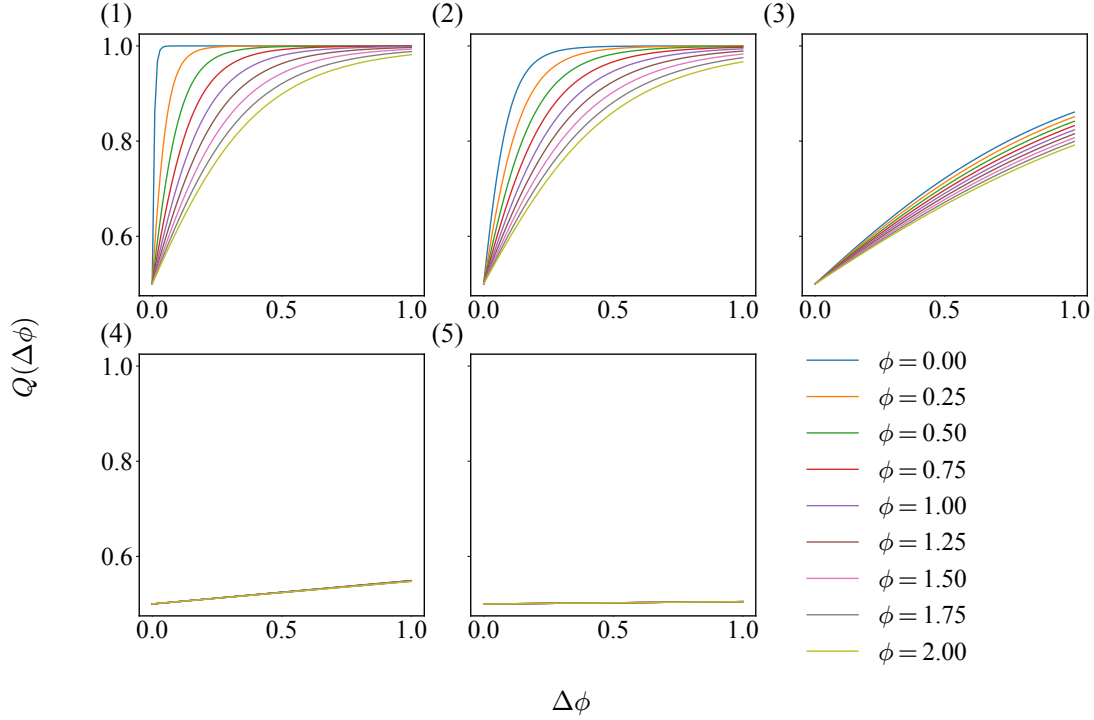 (1) (2) (3)
1.0
0.8
0.6
0.0 0.5 1.0 0.0 0.5 1.0 0.0 0.5 1.0
(4) (5)
Q(Δϕ)
1.0
0.8
0.6
0.0 0.5 1.0 0.0 0.5 1.0
ϕ = 0.00
ϕ = 0.25
ϕ = 0.50
ϕ = 0.75
ϕ = 1.00
ϕ = 1.25
ϕ = 1.50
ϕ = 1.75
ϕ = 2.00
Δϕ